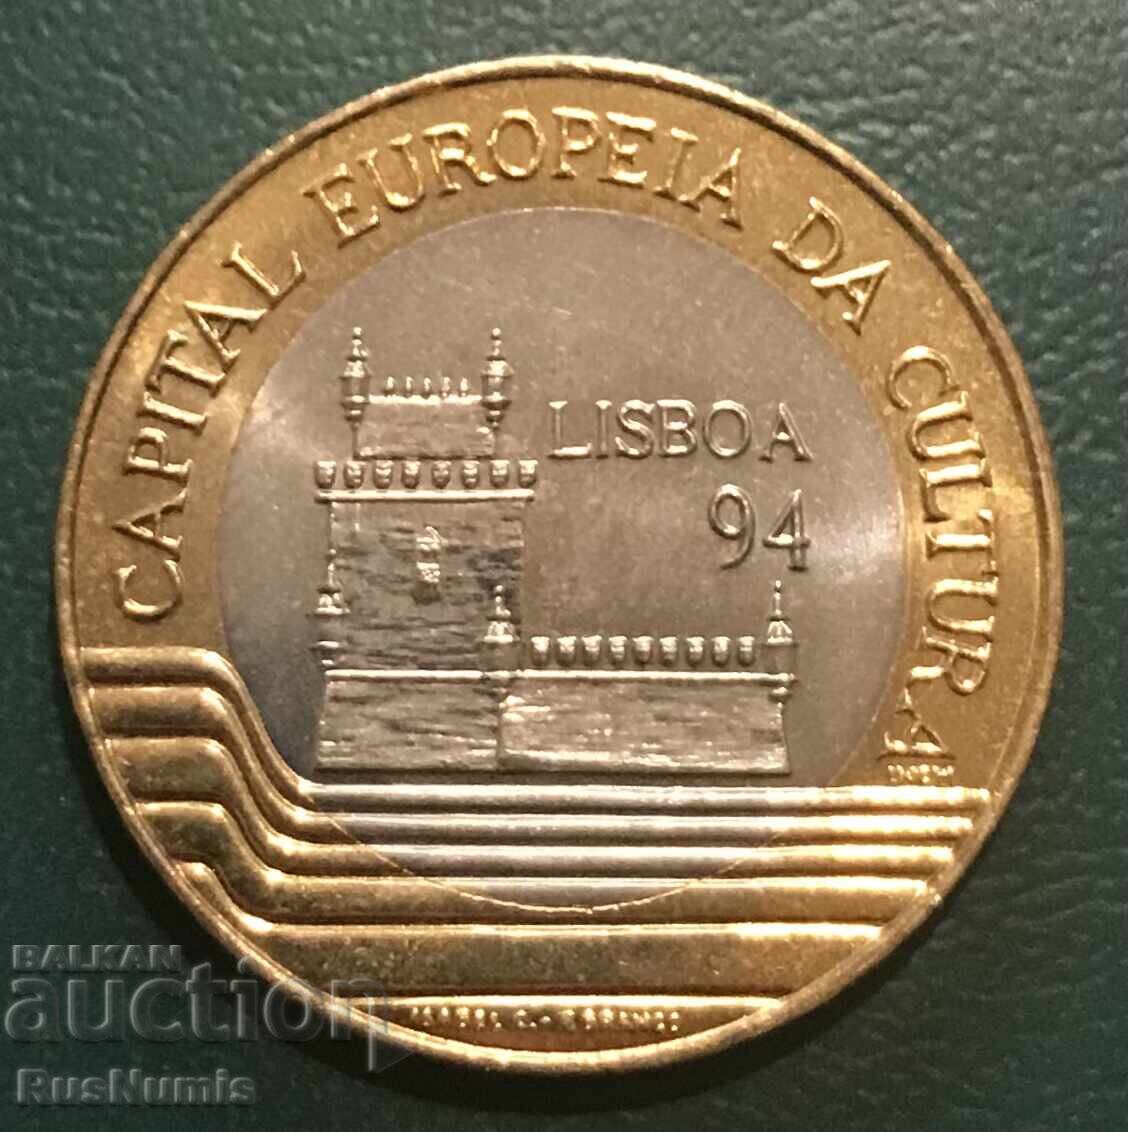 CAPITAL EUROPEIA DA CULTURA
LISBOA
94
BALKAN
auction
RusNumis